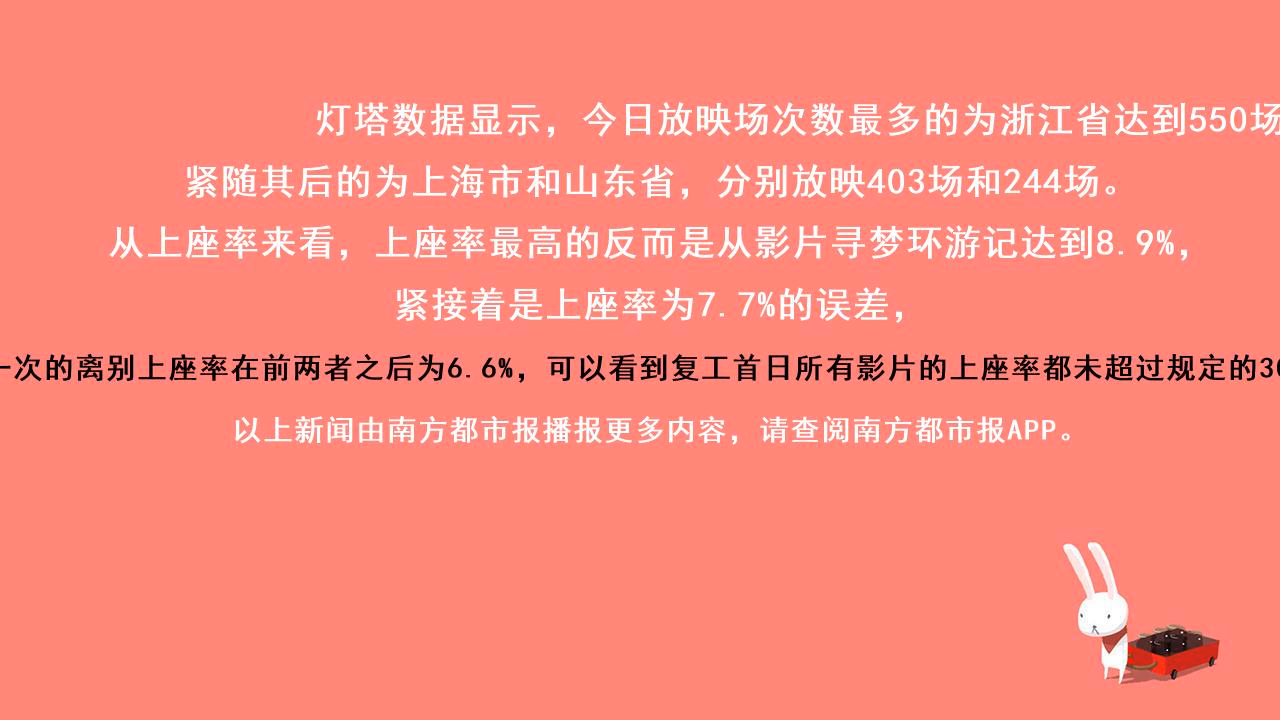 灯塔数据显示，今日放映场次数最多的为浙江省达到550场
紧随其后的为上海市和山东省，分别放映403场和244场。
从上座率来看，上座率最高的反而是从影片寻梦环游记达到8.9%，
紧接着是上座率为7.7%的误差，
一次的离别上座率在前两者之后为6.6%，可以看到复工首日所有影片的上座率都未超过规定的30
以上新闻由南方都市报播报更多内容，请查阅南方都市报APP。